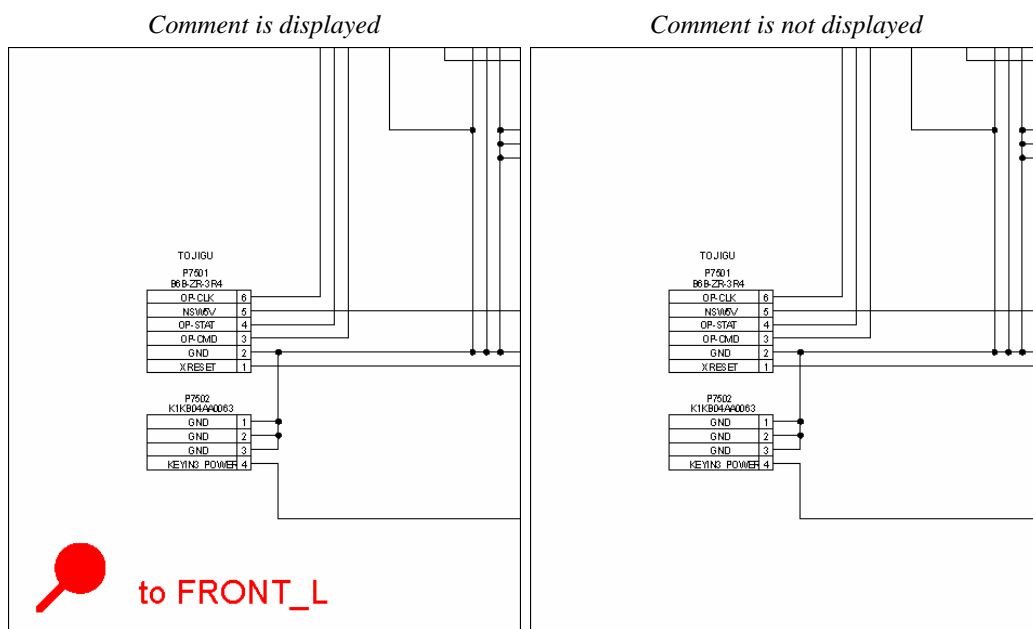 Comment is displayed
Comment is not displayed
TOJIGU
P7501
B6B-ZR-3R4
OP-CLK 6
NSW5V 5
OP-STAT 4
OP-CMD 3
GND 2
XRESET 1
P7502
K1KB04AA0063
GND 1
GND 2
GND 3
KEYIN3 POWER 4
to FRONT_L
TOJIGU
P7501
B6B-ZR-3R4
OP-CLK 6
NSW5V 5
OP-STAT 4
OP-CMD 3
GND 2
XRESET 1
P7502
K1KB04AA0063
GND 1
GND 2
GND 3
KEYIN3 POWER 4